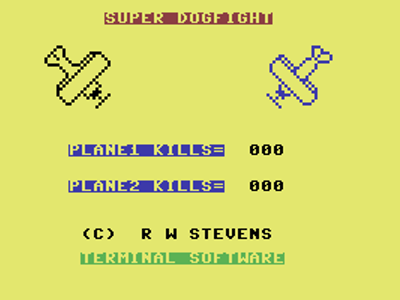 SUPER DOGFIGHT
PLANE1 KILLS= 000
PLANE2 KILLS= 000
(C) R W STEVENS
TERMINAL SOFTWARE